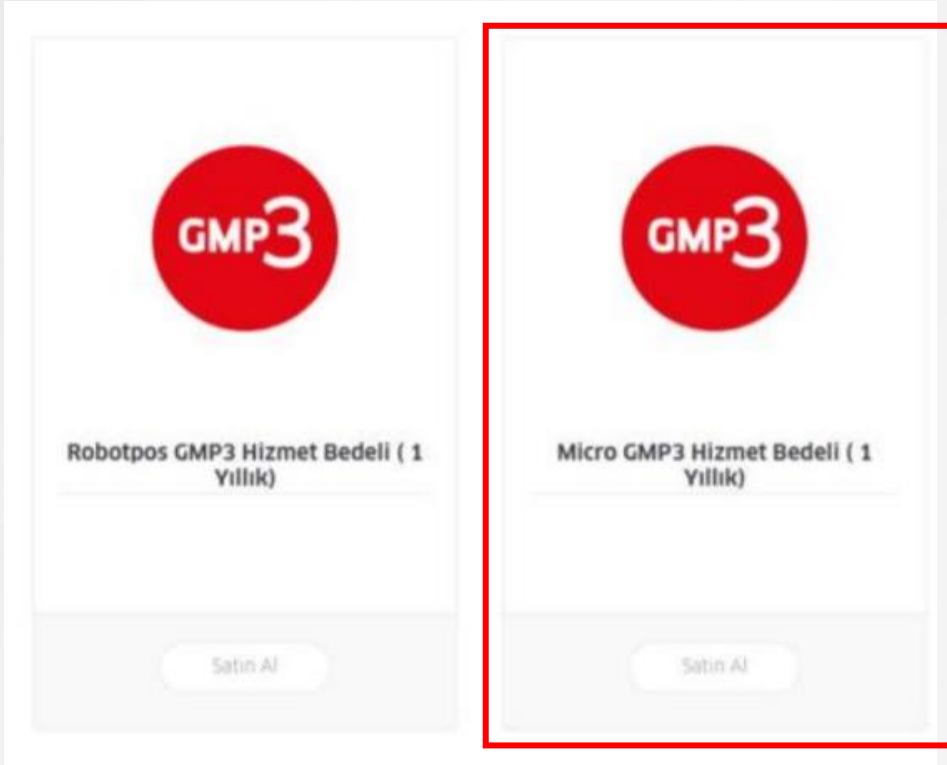 GMP3
Robotpos GMP3 Hizmet Bedeli ( 1
Yıllık)
Satın Al
GMP3
Micro GMP3 Hizmet Bedeli ( 1
Yıllık)
Satın Al